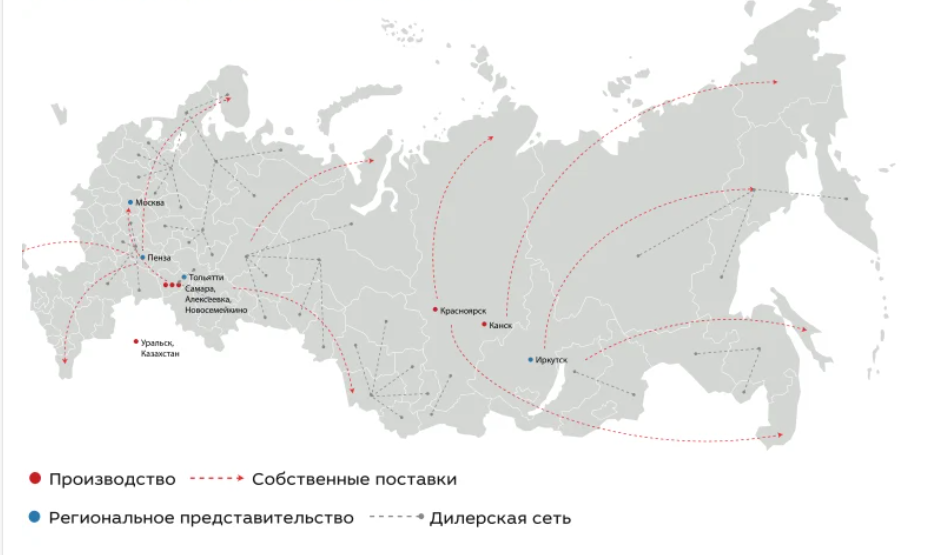 Москва
Пенза
Тольятти
Самара,
Алексеевка,
Новосемейкино
Уральск,
Казахстан
Красноярск
Канск
Иркутск
Производство
Собственные поставки
Региональное представительство
Дилерская сеть